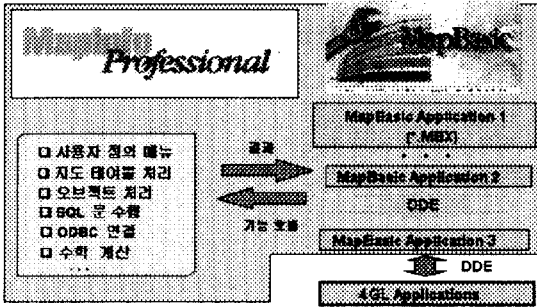 MapInfo
Professional
MapBasic
MapBasic Application 1
(*.MBX)
. . .
MapBasic Application 2
DDE
MapBasic Application 3
DDE
4GL Applications
□ 사용자 정의 메뉴
□ 지도 테이블 처리
□ 오브젝트 처리
□ SQL 문 수행
□ ODBC 연결
□ 수학 계산
...
결과
기능 호출